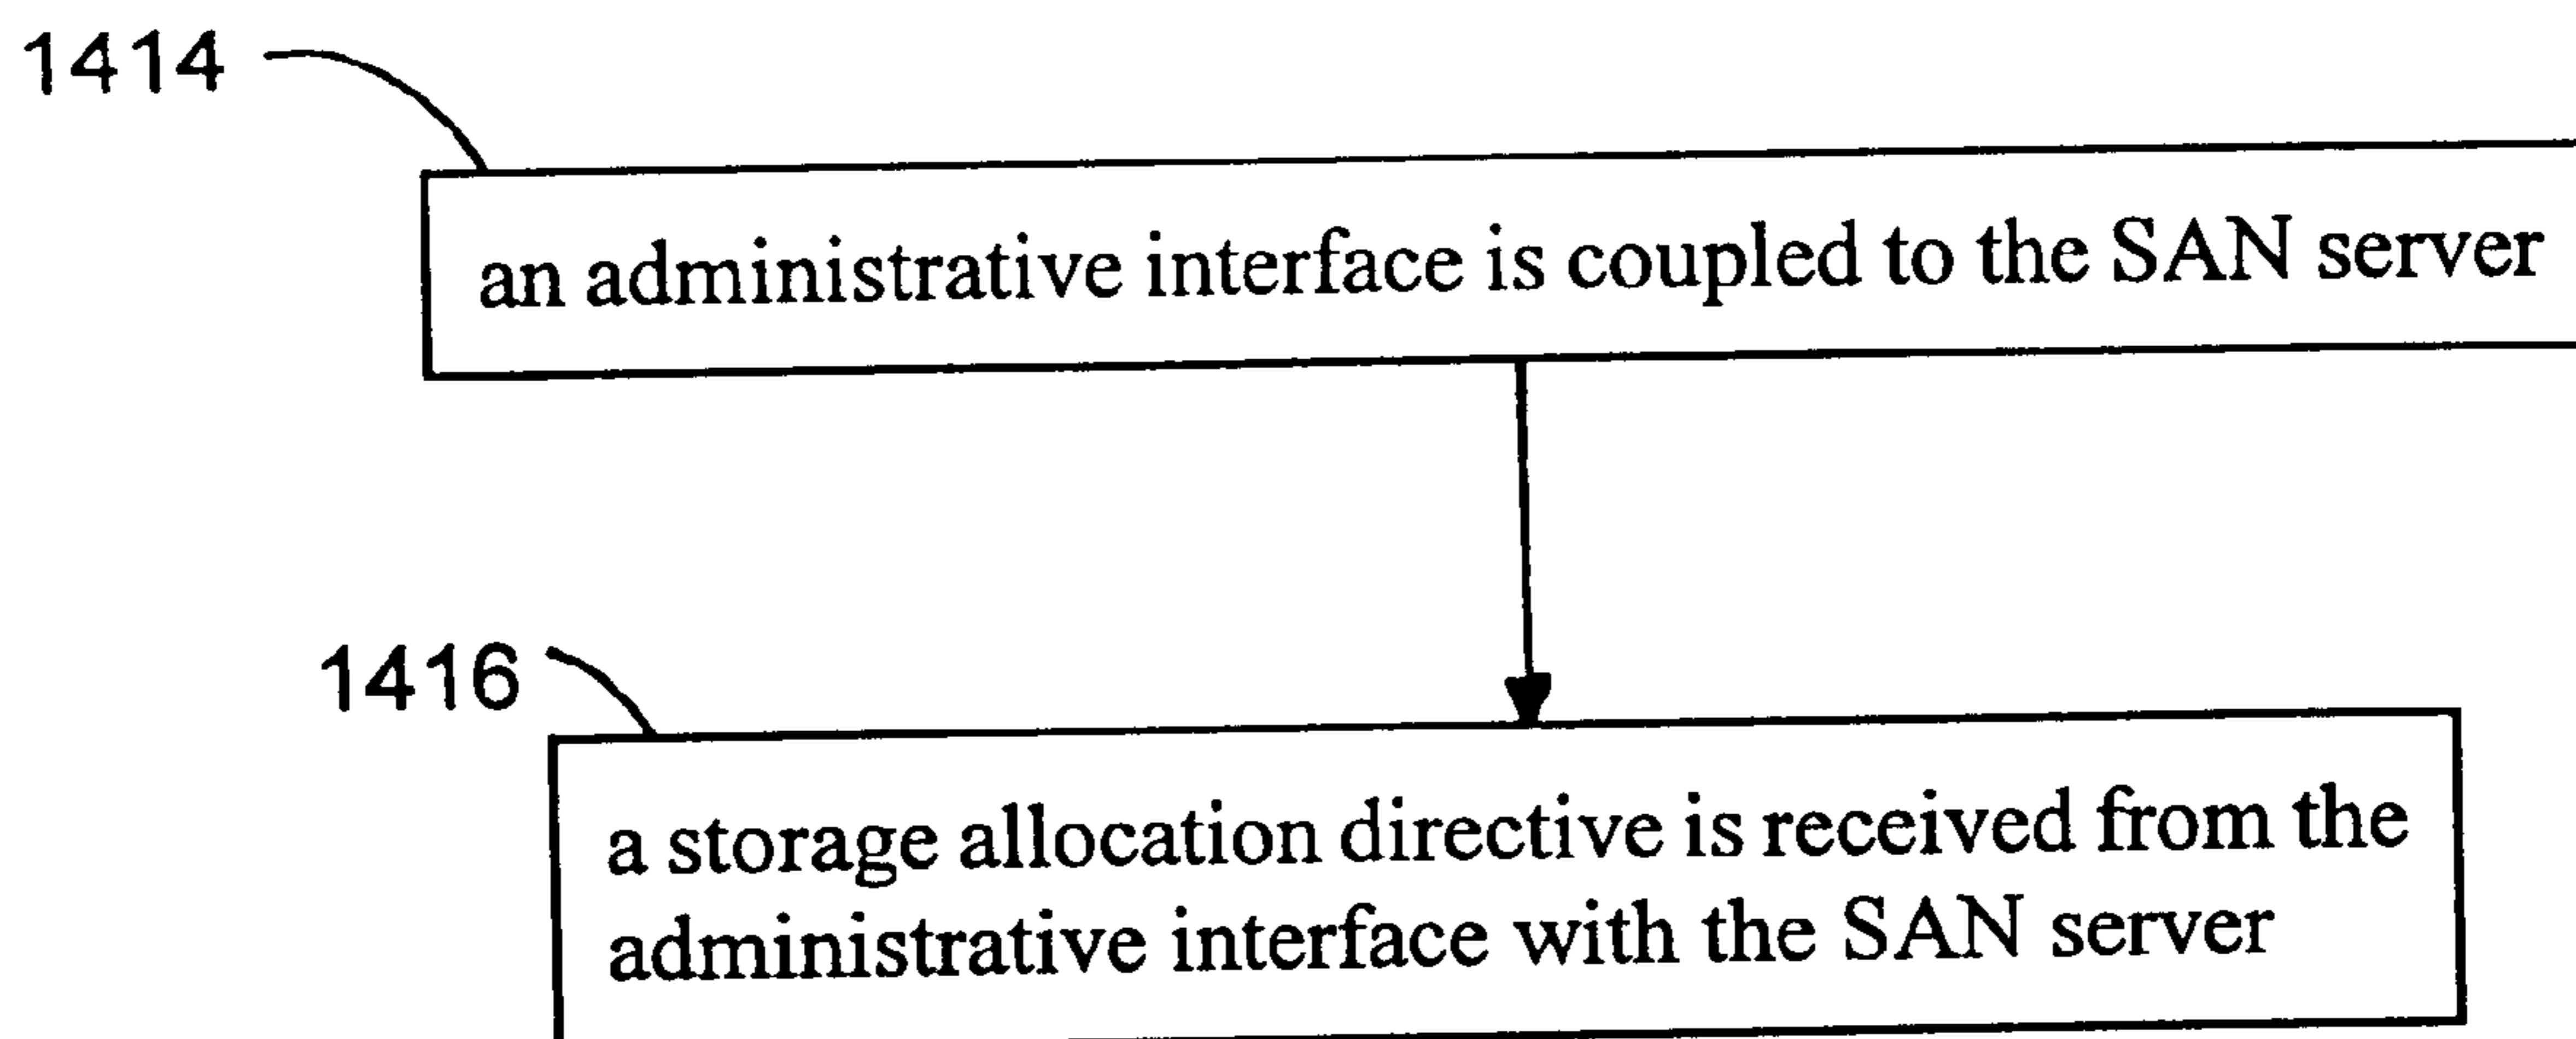 1414
an administrative interface is coupled to the SAN server
1416
a storage allocation directive is received from the
administrative interface with the SAN server